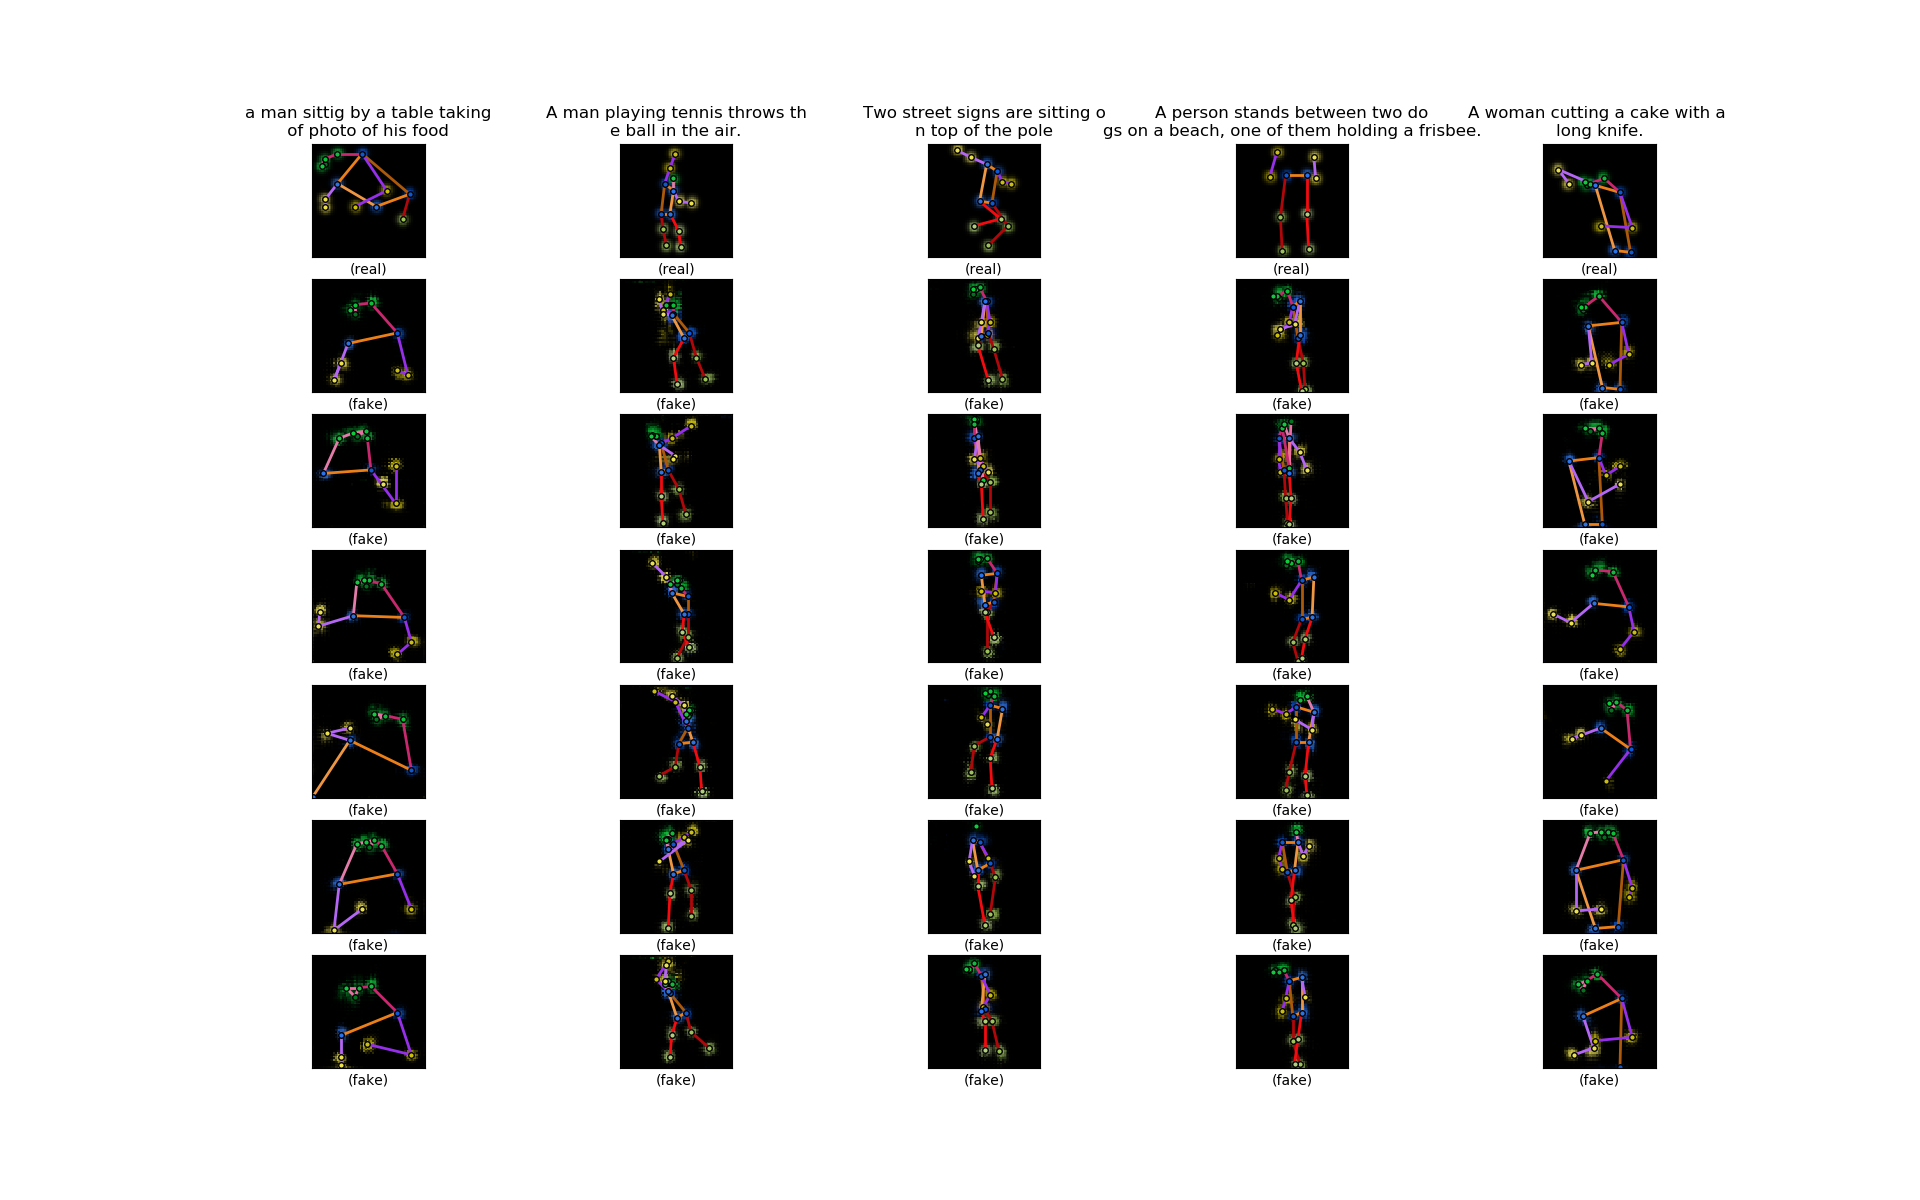 a man sittig by a table taking
of photo of his food
A man playing tennis throws th
e ball in the air.
Two street signs are sitting o
n top of the pole
A person stands between two do
gs on a beach, one of them holding a frisbee.
A woman cutting a cake with a
long knife.
(real) (real) (real) (real) (real)
(fake) (fake) (fake) (fake) (fake)
(fake) (fake) (fake) (fake) (fake)
(fake) (fake) (fake) (fake) (fake)
(fake) (fake) (fake) (fake) (fake)
(fake) (fake) (fake) (fake) (fake)
(fake) (fake) (fake) (fake) (fake)